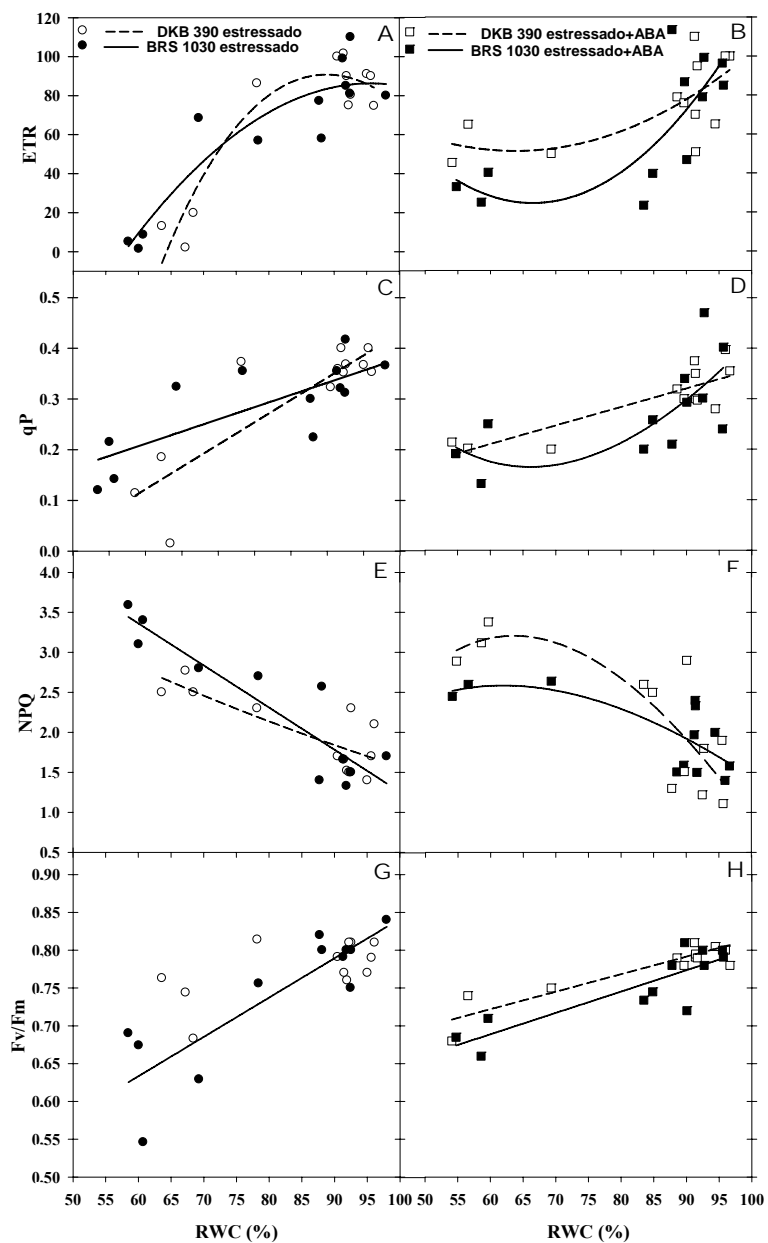 DKB 390 estressado
BRS 1030 estressado
A
DKB 390 estressado+ABA
BRS 1030 estressado+ABA
B
120
100
80
60
40
20
0
ETR
C
D
0.5
0.4
0.3
0.2
0.1
0.0
qP
E
F
4.0
3.5
3.0
2.5
2.0
1.5
1.0
0.5
NPQ
G
H
0.90
0.85
0.80
0.75
0.70
0.65
0.60
0.55
0.50
Fv/Fm
50 55 60 65 70 75 80 85 90 95 100
50 55 60 65 70 75 80 85 90 95 100
RWC (%)
RWC (%)